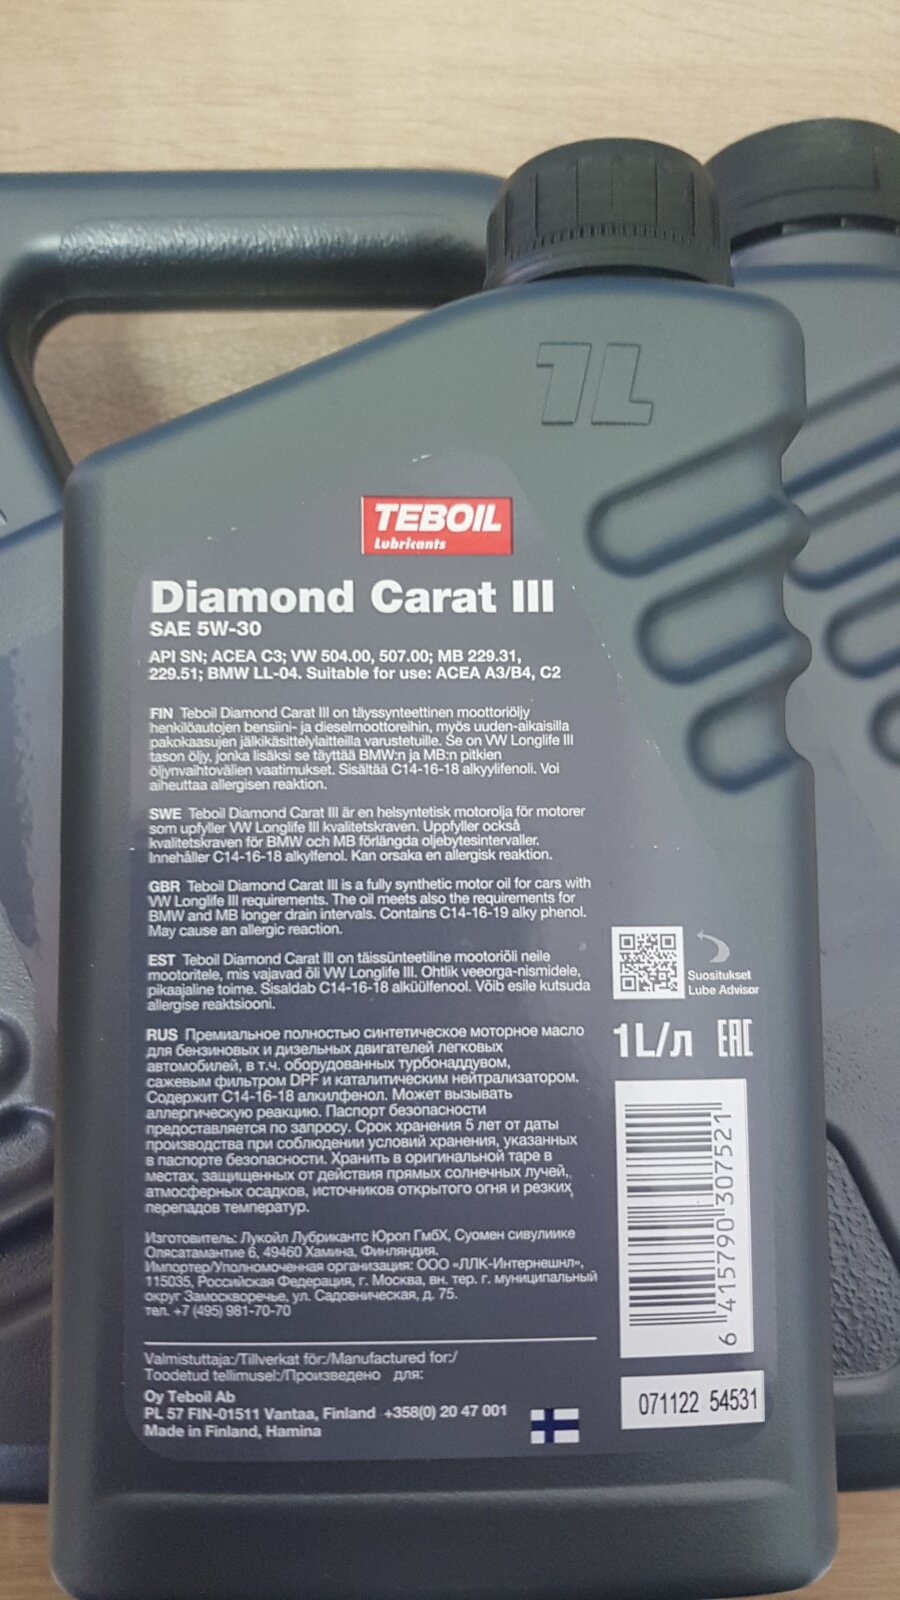 1L
TEBOIL
Lubricants
Diamond Carat III
SAE 5W-30
API SN; ACEA C3; VW 504.00, 507.00; MB 229.31,
229.51; BMW LL-04. Suitable for use: ACEA A3/B4, C2
FIN Teboil Diamond Carat III on täyssynteettinen moottoriöljy
henkilöautojen bensiini- ja dieselmoottoreihin, myös uuden-aikaisilla
pakokaasujen jälkikäsittelylaitteilla varustetuille. Se on VW Longlife III
tason öljy, jonka lisäksi se täyttää BMW:n ja MB:n pitkien
öljynvaihtovälien vaatimukset. Sisältää C14-16-18 alkyylifenoli. Voi
aiheuttaa allergisen reaktion.
SWE Teboil Diamond Carat III är en helsyntetisk motorolja för motorer
som upfyller VW Longlife III kvalitetskraven. Uppfyller också
kvalitetskraven för BMW och MB förlängda oljebytesintervaller.
Innehåller C14-16-18 alkylfenol. Kan orsaka en allergisk reaktion.
GBR Teboil Diamond Carat III is a fully synthetic motor oil for cars with
VW Longlife III requirements. The oil meets also the requirements for
BMW and MB longer drain intervals. Contains C14-16-19 alky phenol.
May cause an allergic reaction.
EST Teboil Diamond Carat III on täissünteetiline mootoriõli neile
mootoritele, mis vajavad õli VW Longlife III. Ohtlik veeorga-nismidele,
pikaajaline toime. Sisaldab C14-16-18 alküülfenool. Võib esile kutsuda
allergise reaktsiooni.
Suositukset
Lube Advisor
RUS Премиальное полностью синтетическое моторное масло
для бензиновых и дизельных двигателей легковых
автомобилей, в т.ч. оборудованных турбонаддувом,
сажевым фильтром DPF и каталитическим нейтрализатором.
Содержит С14-16-18 алкилфенол. Может вызывать
аллергическую реакцию. Паспорт безопасности
предоставляется по запросу. Срок хранения 5 лет от даты
производства при соблюдении условий хранения, указанных
в паспорте безопасности. Хранить в оригинальной таре в
местах, защищенных от действия прямых солнечных лучей,
атмосферных осадков, источников открытого огня и резких
перепадов температур.
1L/л EAC
Изготовитель: Лукойл Лубрикантс Юроп ГмбХ, Суомен сивулиике
Олясатамантие 6, 49460 Хамина, Финляндия.
Импортер/Уполномоченная организация: ООО «ЛЛК-Интернешнл»,
115035, Российская Федерация, г. Москва, вн. тер. г. муниципальный
округ Замоскворечье, ул. Садовническая, д. 75.
тел. +7 (495) 981-70-70
6 415790 307521
Valmistuttaja:/Tillverkat för:/Manufactured for:/
Toodetud tellimusel:/Произведено для:
Oy Teboil Ab
PL 57 FIN-01511 Vantaa, Finland +358(0) 20 47 001
Made in Finland, Hamina
071122 54531